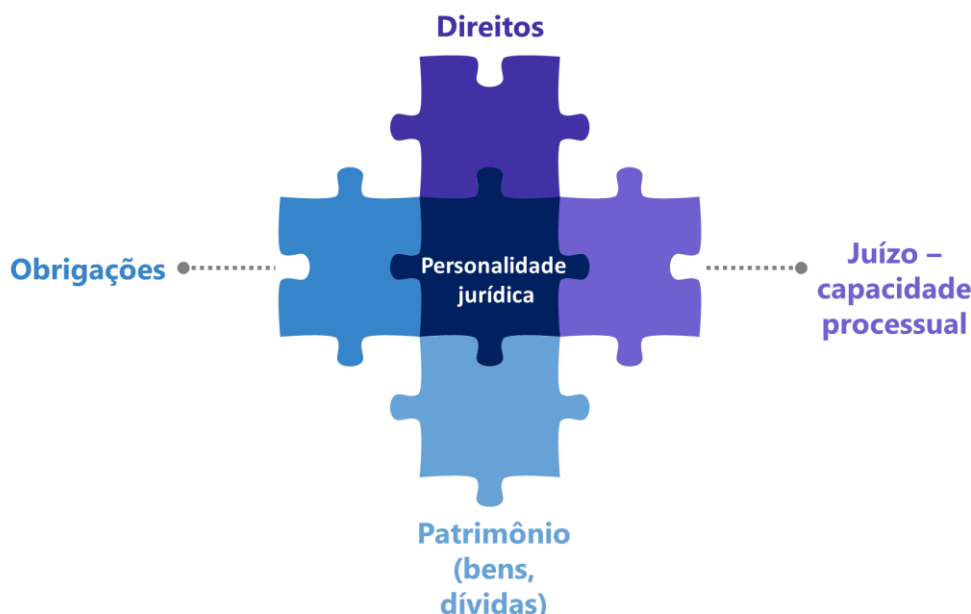 Direitos
Obrigações
Personalidade
jurídica
Juízo –
capacidade
processual
Patrimônio
(bens,
dívidas)